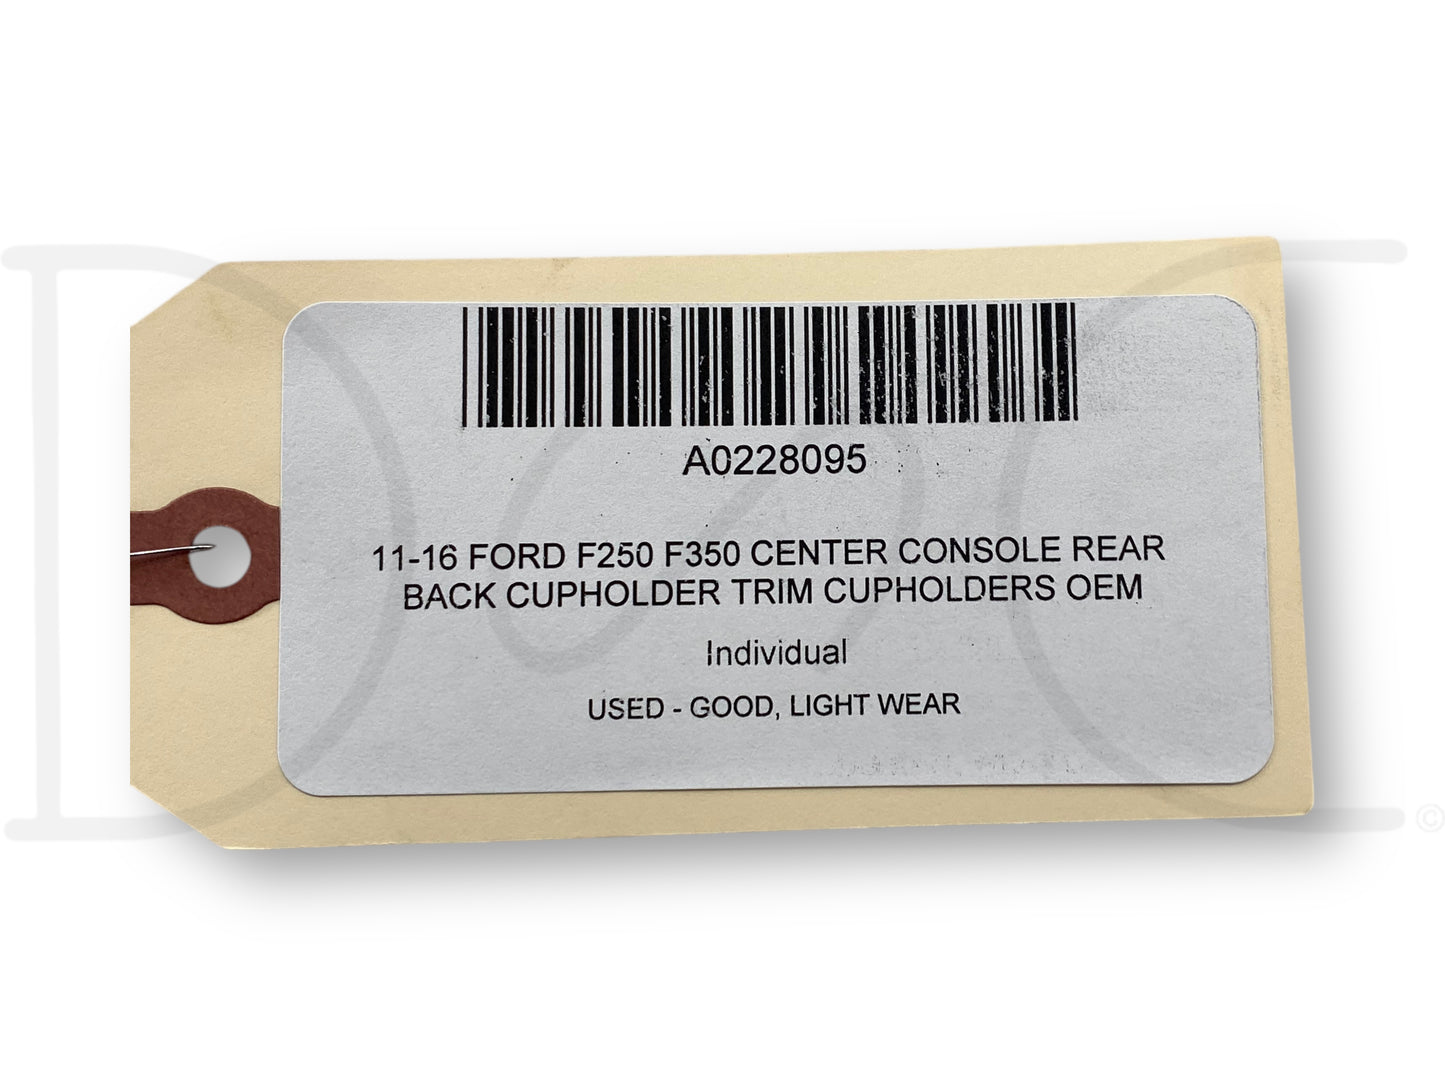 A0228095
11-16 FORD F250 F350 CENTER CONSOLE REAR
BACK CUPHOLDER TRIM CUPHOLDERS OEM
Individual
USED - GOOD, LIGHT WEAR
©